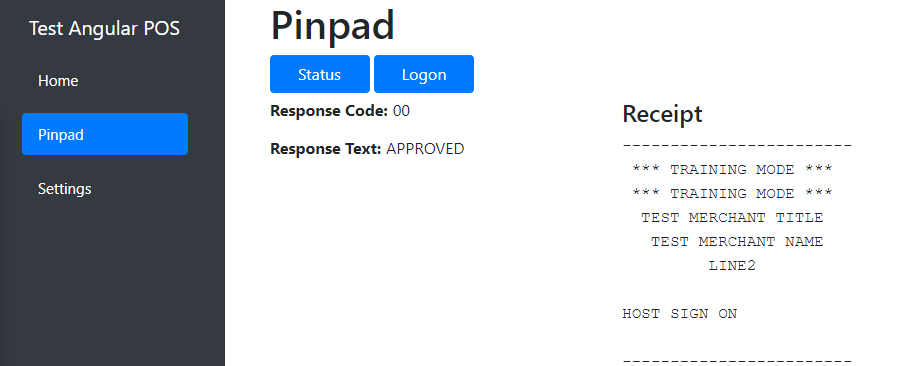 Test Angular POS
Home
Pinpad
Settings
Pinpad
Status Logon
Response Code: 00
Response Text: APPROVED
Receipt
------------------------
*** TRAINING MODE ***
*** TRAINING MODE ***
TEST MERCHANT TITLE
TEST MERCHANT NAME
LINE2
HOST SIGN ON
------------------------